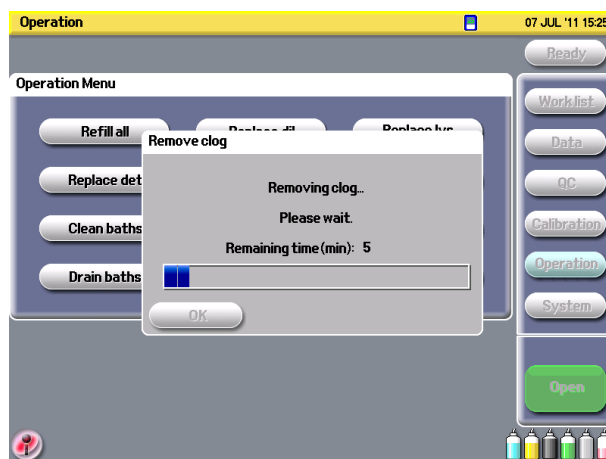 Operation
07 JUL '11 15:25
Ready
Operation Menu
Work list
Refill all
Remove clog
Data
Replace det
Removing clog...
QC
Please wait.
Clean baths
Calibration
Remaining time(min): 5
Operation
Drain baths
System
OK
Open